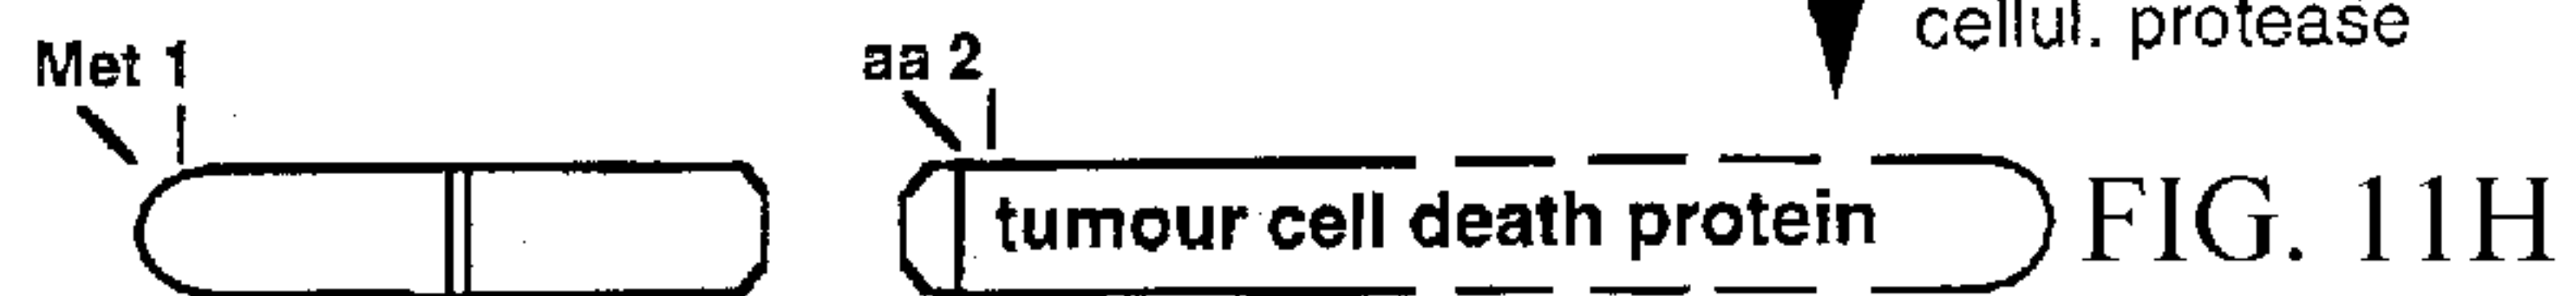 cellul. protease
Met 1
aa 2
tumour cell death protein
FIG. 11H